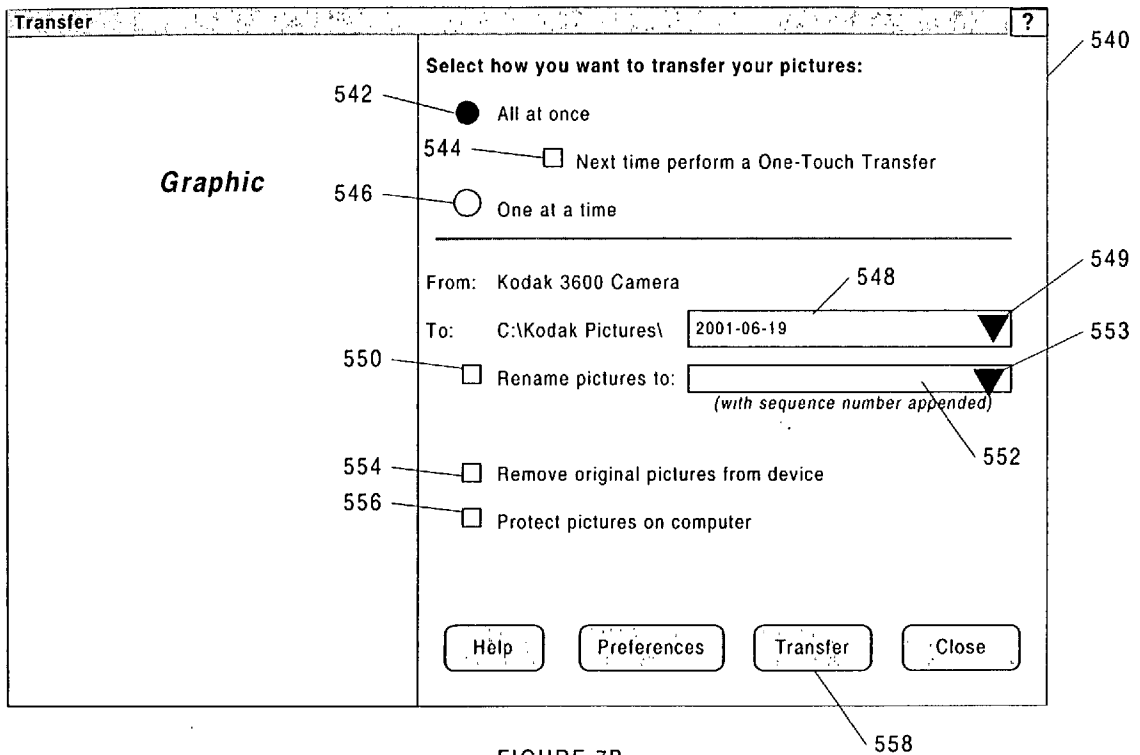 Transfer ?
540
Select how you want to transfer your pictures:
542 All at once
544 Next time perform a One-Touch Transfer
Graphic
546 One at a time
549
From: Kodak 3600 Camera 548
To: C:\Kodak Pictures\ 2001-06-19
553
550 Rename pictures to:
(with sequence number appended)
552
554 Remove original pictures from device
556 Protect pictures on computer
Help Preferences Transfer Close
558
FIGURE 7B